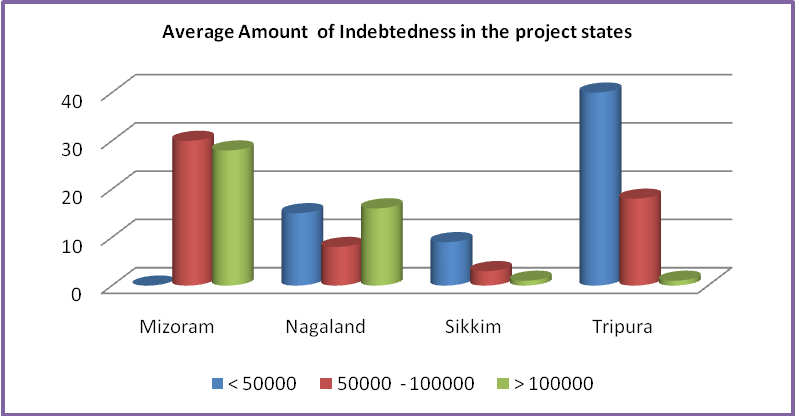 Average Amount  of Indebtedness in the project states
40
30
20
10
0
Mizoram Nagaland Sikkim Tripura
< 50000 50000  - 100000 > 100000